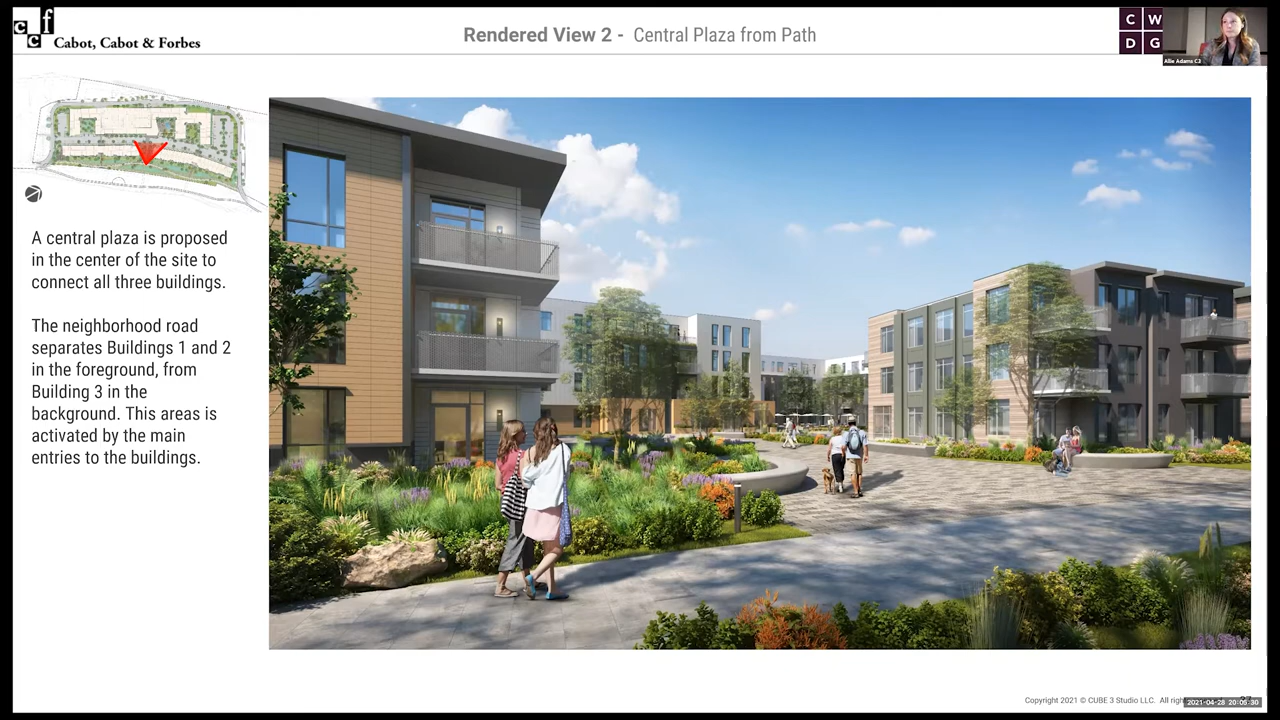 c f
c c
Cabot, Cabot & Forbes
Rendered View 2 - Central Plaza from Path
C W
D G
Allie Adams C3
A central plaza is proposed
in the center of the site to
connect all three buildings.
The neighborhood road
separates Buildings 1 and 2
in the foreground, from
Building 3 in the
background. This areas is
activated by the main
entries to the buildings.
Copyright 2021 © CUBE 3 Studio LLC. All
2021-04-28 20:05:30